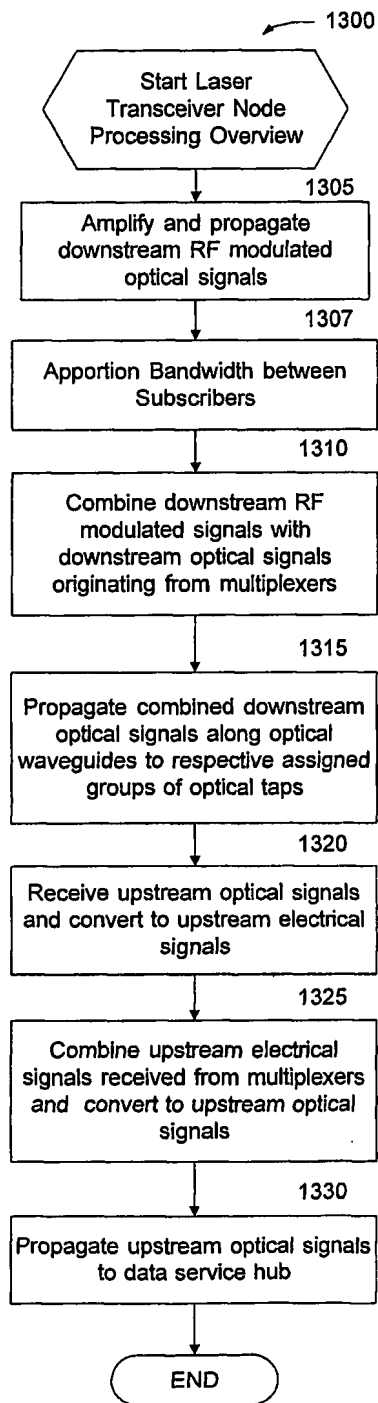 1300
Start Laser
Transceiver Node
Processing Overview
1305
Amplify and propagate
downstream RF modulated
optical signals
1307
Apportion Bandwidth between
Subscribers
1310
Combine downstream RF
modulated signals with
downstream optical signals
originating from multiplexers
1315
Propagate combined downstream
optical signals along optical
waveguides to respective assigned
groups of optical taps
1320
Receive upstream optical signals
and convert to upstream electrical
signals
1325
Combine upstream electrical
signals received from multiplexers
and convert to upstream optical
signals
1330
Propagate upstream optical signals
to data service hub
END